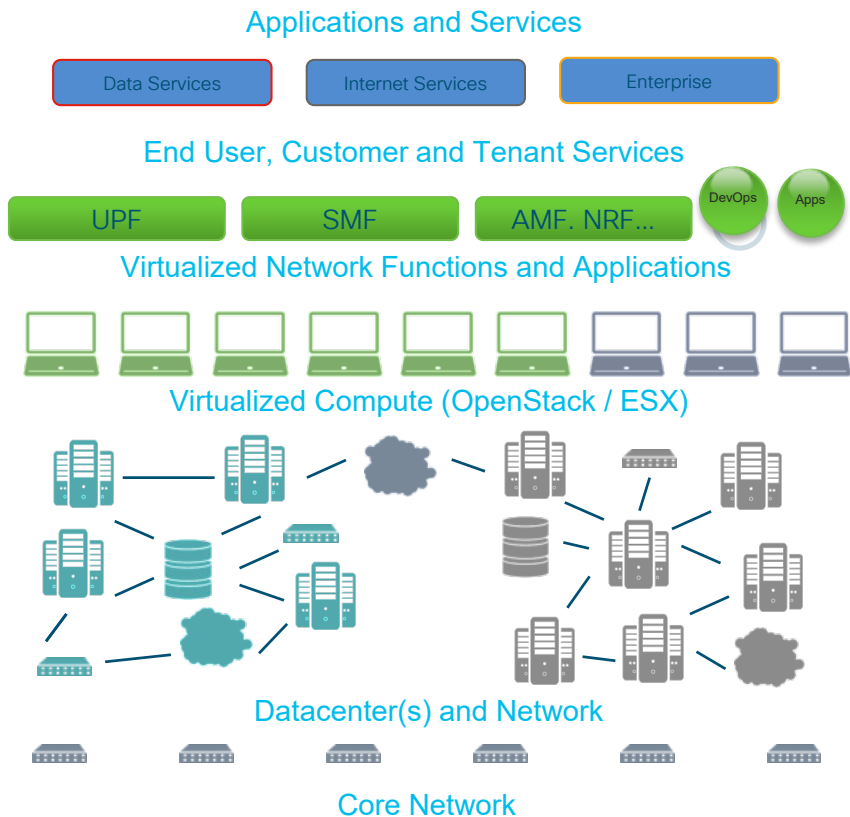 Applications and Services
Data Services
Internet Services
Enterprise
End User, Customer and Tenant Services
UPF
SMF
AMF. NRF...
DevOps
Apps
Virtualized Network Functions and Applications
Virtualized Compute (OpenStack / ESX)
Datacenter(s) and Network
Core Network